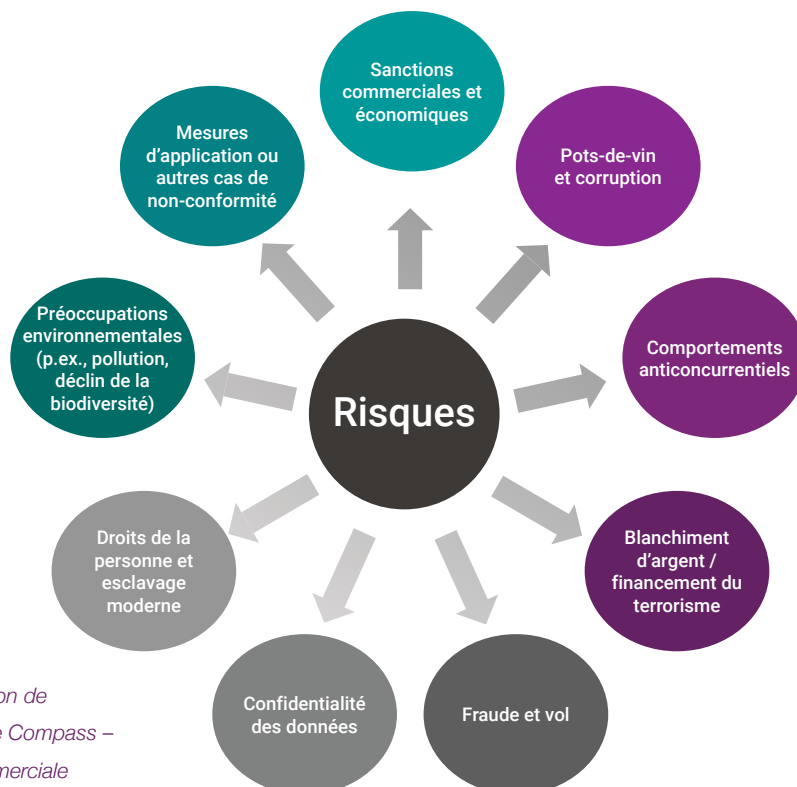 Sanctions
commerciales et
économiques
Pots-de-vin
et corruption
Comportements
anticoncurrentiels
Blanchiment
d'argent /
financement du
terrorisme
Fraude et vol
Confidentialité
des données
Droits de la
personne et
esclavage
moderne
Préoccupations
environnementales
(p.ex., pollution,
déclin de la
biodiversité)
Mesures
d'application ou
autres cas de
non-conformité
Risques
de
Compass –